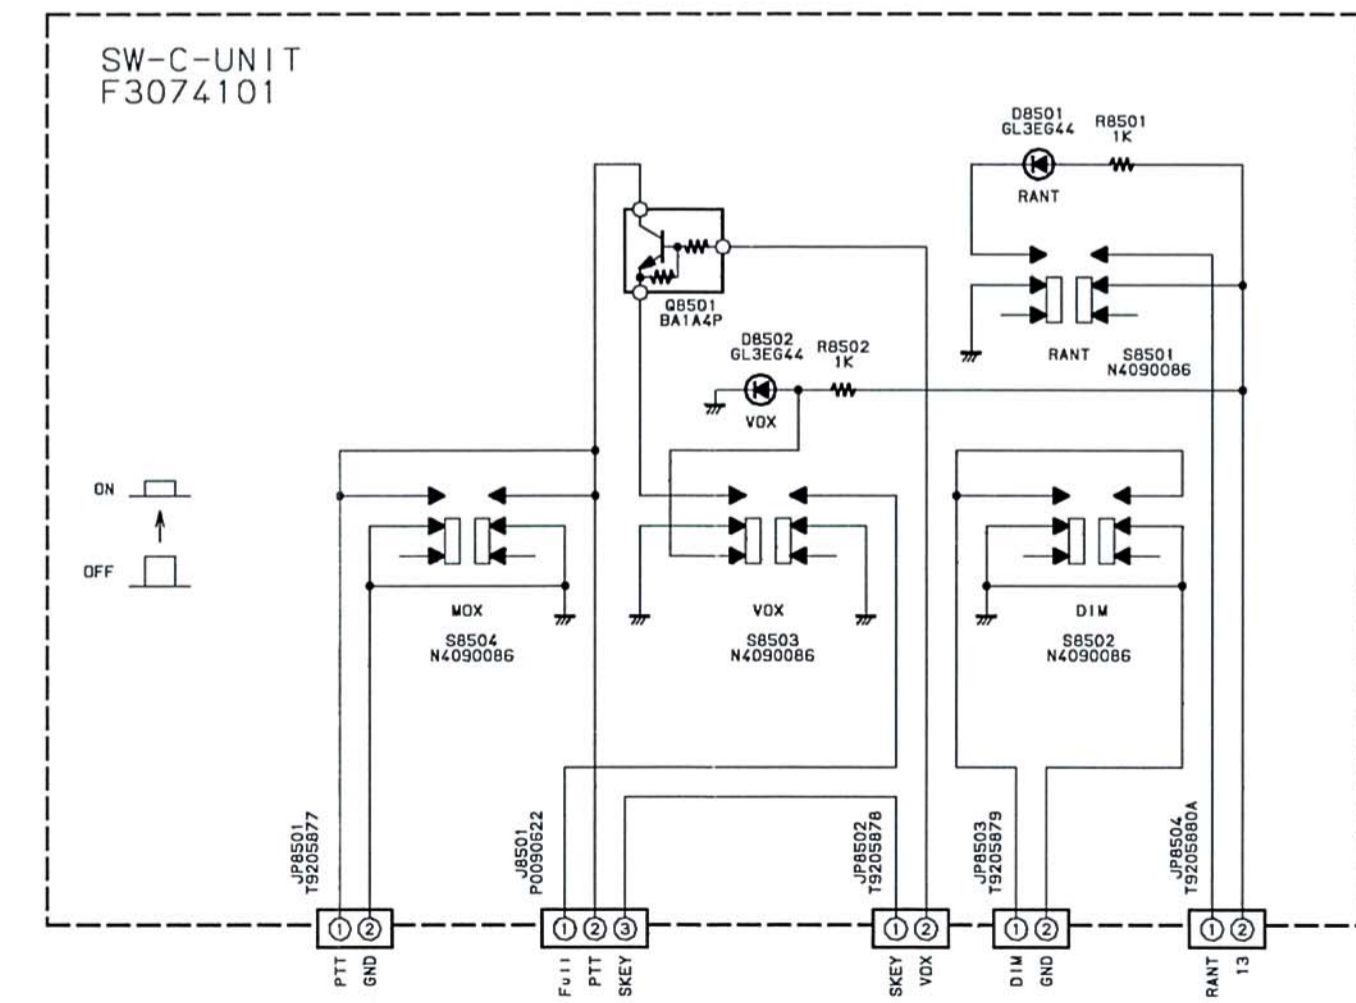 SW-C-UNIT
F3074101
D8501
GL3EG44
R8501
1K
RANT
Q8501
BA1A4P
D8502
GL3EG44
R8502
1K
VOX
RANT
S8501
N4090086
ON
OFF
MOX
S8504
N4090086
VOX
S8503
N4090086
DIM
S8502
N4090086
JP8501
T9205877
J8501
P0090622
JP8502
T9205878
JP8503
T9205879
JP8504
T9205880A
1 2
1 2 3
1 2
1 2
1 2
PTT
GND
Full
PTT
SKEY
SKEY
VOX
DIM
GND
RANT
13